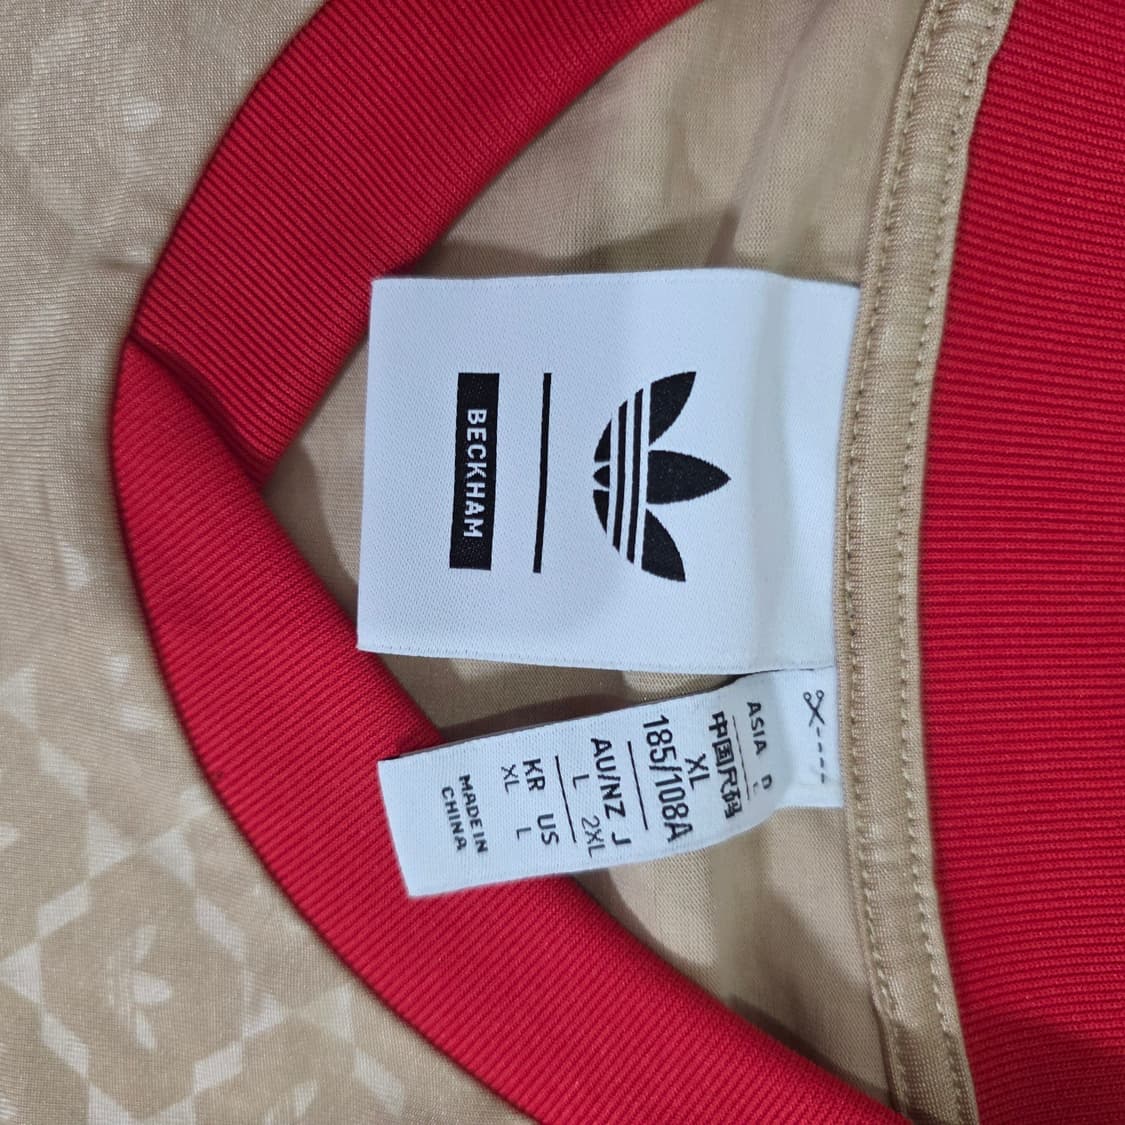 BECKHAM
ASIA D
L
中国尺码
XL
185/108A
AU/NZ J
L 2XL
KR US
XL L
MADE IN
CHINA